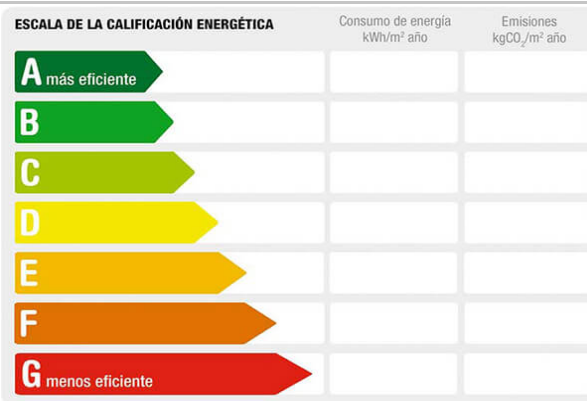 ESCALA DE LA CALIFICACIÓN ENERGÉTICA
Consumo de energía
kWh/m² año
Emisiones
kgCO₂/m² año
A más eficiente
B
C
D
E
F
G menos eficiente